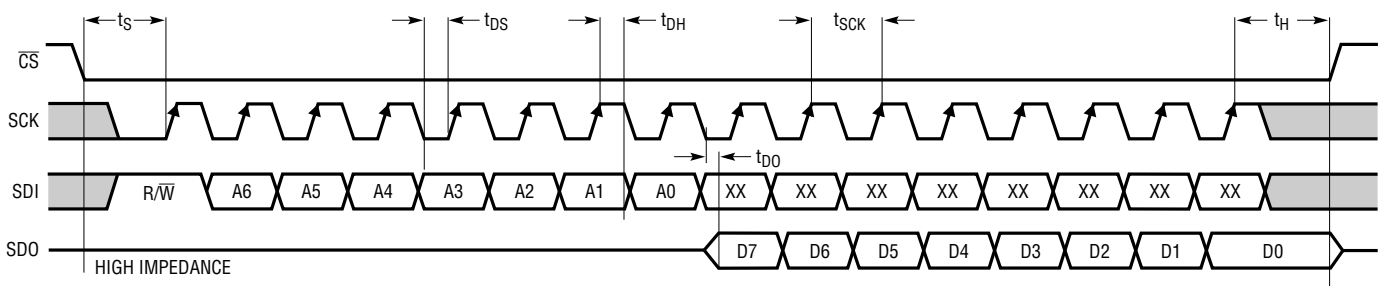 tS tDS tDH tSCK tH
CS
SCK
tDO
SDI R/W A6 A5 A4 A3 A2 A1 A0 XX XX XX XX XX XX XX XX
SDO D7 D6 D5 D4 D3 D2 D1 D0
HIGH IMPEDANCE